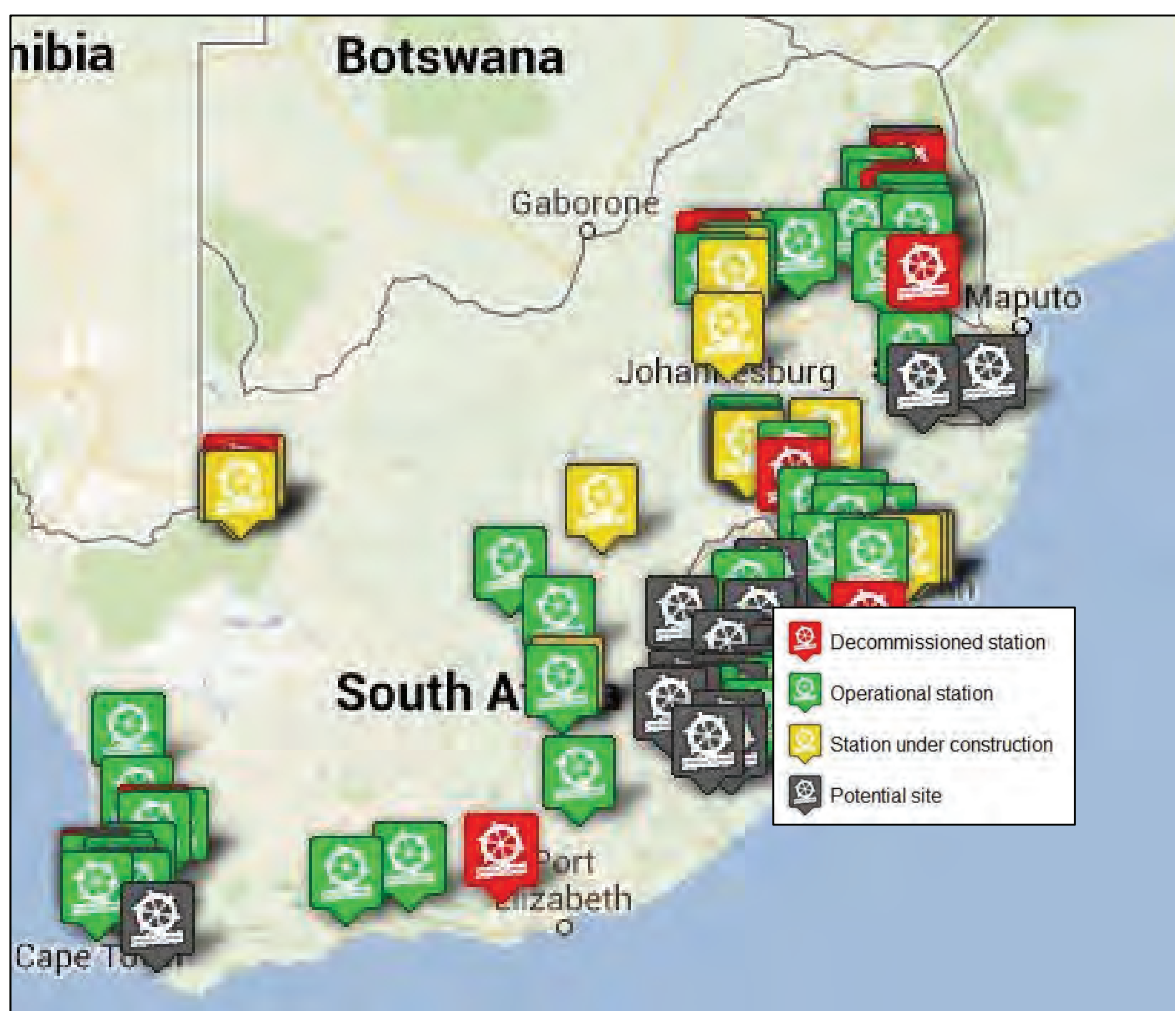 nibia
Botswana
Gaborone
Maputo
Johannesburg
South A
Port
Elizabeth
Cape To
Decommissioned station
Operational station
Station under construction
Potential site